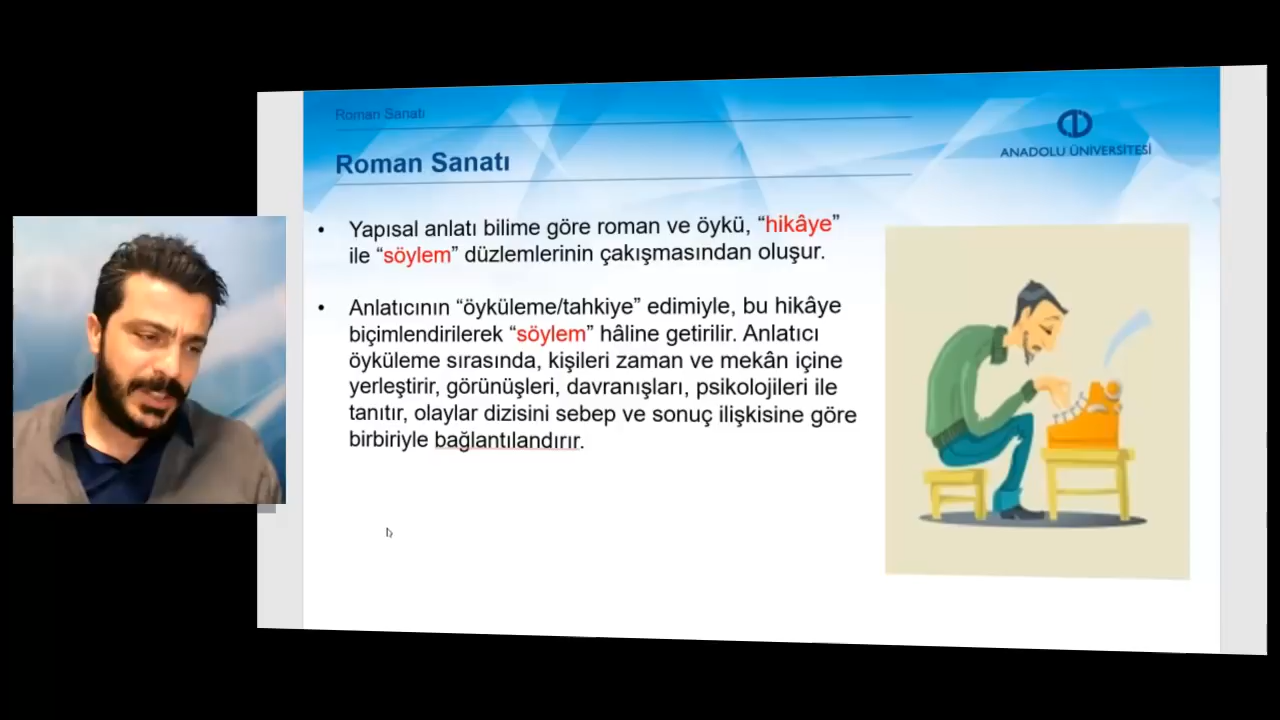 Roman Sanatı
ANADOLU ÜNİVERSİTESİ
Roman Sanatı
• Yapısal anlatı bilime göre roman ve öykü, “hikâye”
ile “söylem” düzlemlerinin çakışmasından oluşur.
• Anlatıcının “öyküleme/tahkiye” edimiyle, bu hikâye
biçimlendirilerek “söylem” hâline getirilir. Anlatıcı
öyküleme sırasında, kişileri zaman ve mekân içine
yerleştirir, görünüşleri, davranışları, psikolojileri ile
tanıtır, olaylar dizisini sebep ve sonuç ilişkisine göre
birbiriyle bağlantılandırır.